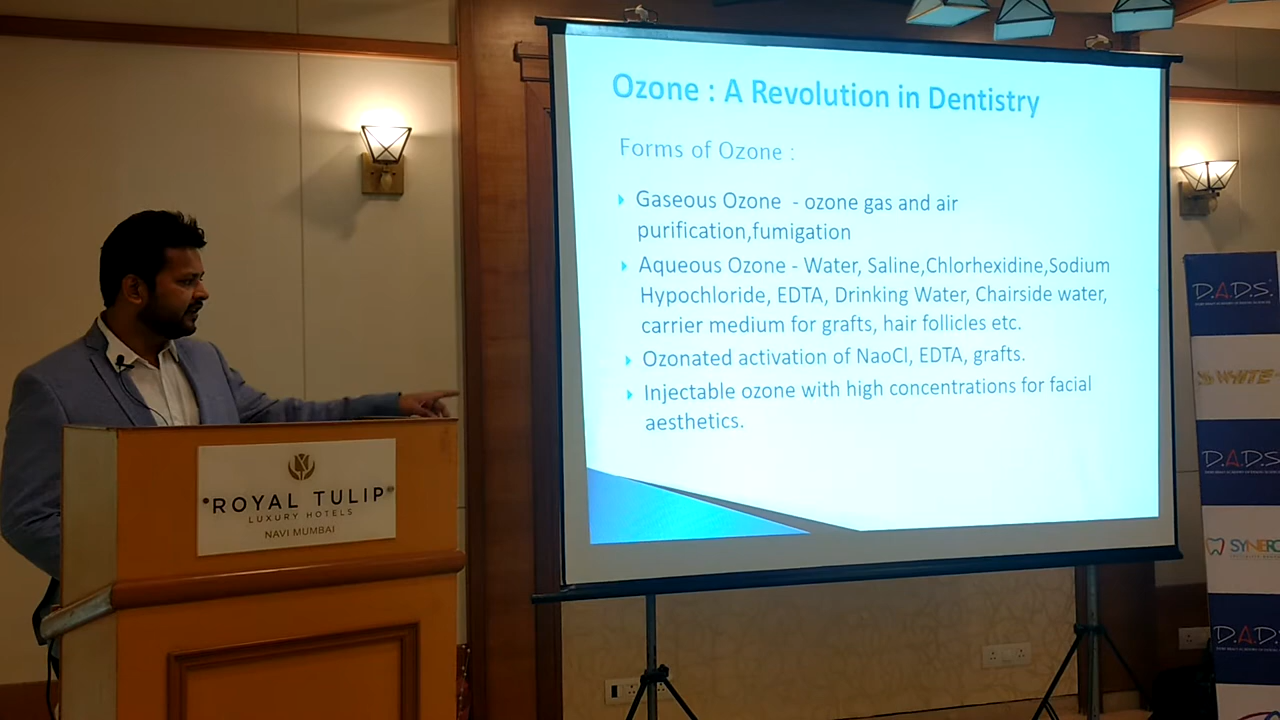 Ozone : A Revolution in Dentistry
Forms of Ozone :
Gaseous Ozone - ozone gas and air
purification,fumigation
Aqueous Ozone - Water, Saline,Chlorhexidine,Sodium
Hypochloride, EDTA, Drinking Water, Chairside water,
carrier medium for grafts, hair follicles etc.
Ozonated activation of NaoCl, EDTA, grafts.
Injectable ozone with high concentrations for facial
aesthetics.
ROYAL TULIP
LUXURY HOTELS
NAVI MUMBAI
D.A.D.S.
WHITE
D.A.D.S
SYNERG
D.A.D